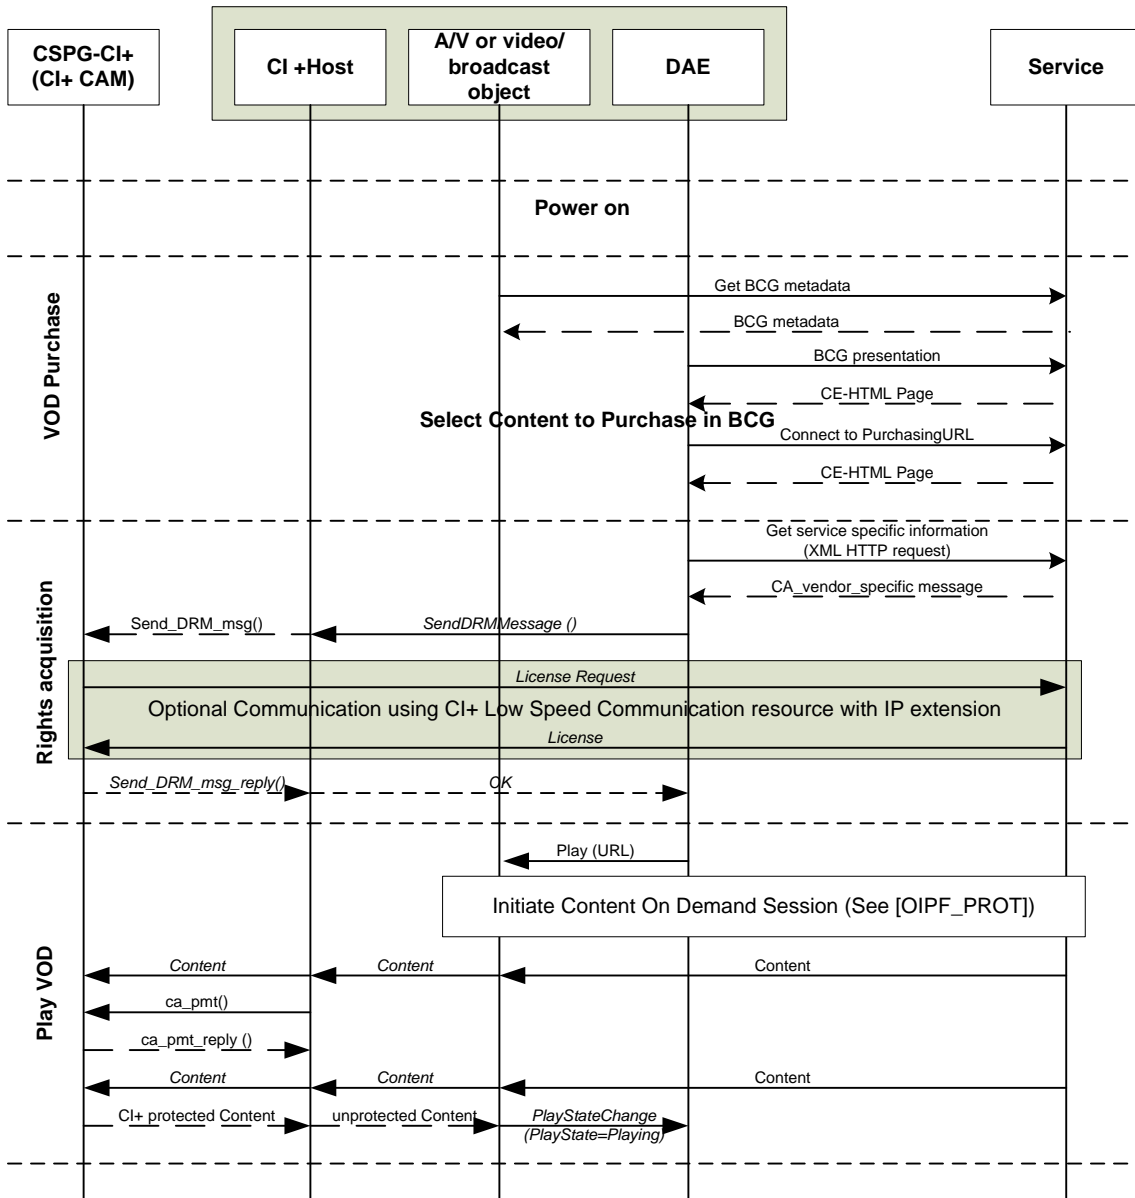 CSPG-CI+
(CI+ CAM)
CI +Host
A/V or video/
broadcast
object
DAE
Service
Power on
VOD Purchase
Get BCG metadata
BCG metadata
BCG presentation
CE-HTML Page
Select Content to Purchase in BCG
Connect to PurchasingURL
CE-HTML Page
Rights acquisition
Get service specific information
(XML HTTP request)
CA_vendor_specific message
Send_DRM_msg()
SendDRMMessage ()
License Request
Optional Communication using CI+ Low Speed Communication resource with IP extension
License
Send_DRM_msg_reply()
OK
Play VOD
Play (URL)
Initiate Content On Demand Session (See [OIPF_PROT])
Content
Content
Content
ca_pmt()
ca_pmt_reply ()
Content
Content
Content
CI+ protected Content
unprotected Content
PlayStateChange
(PlayState=Playing)